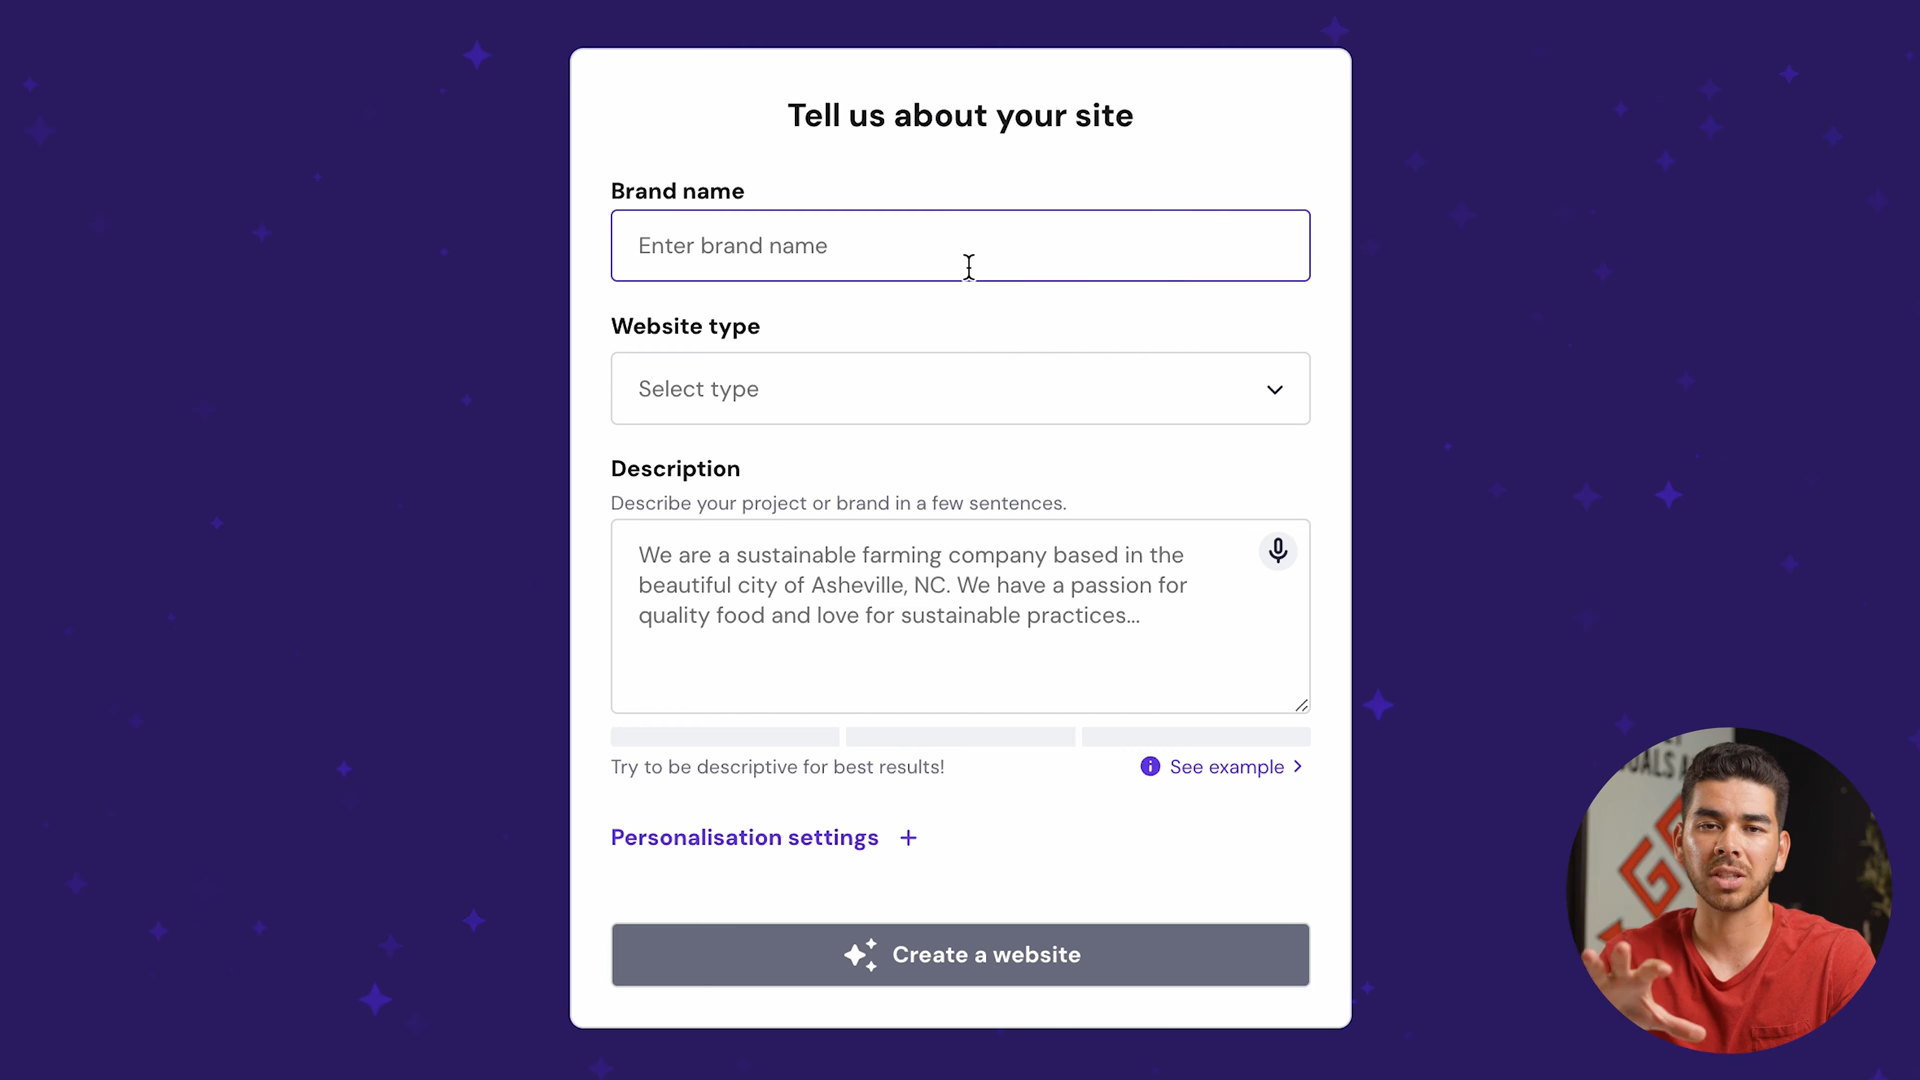 Tell us about your site
Brand name
Enter brand name
Website type
Select type
Description
Describe your project or brand in a few sentences.
We are a sustainable farming company based in the
beautiful city of Asheville, NC. We have a passion for
quality food and love for sustainable practices...
Try to be descriptive for best results!
See example
Personalisation settings +
Create a website